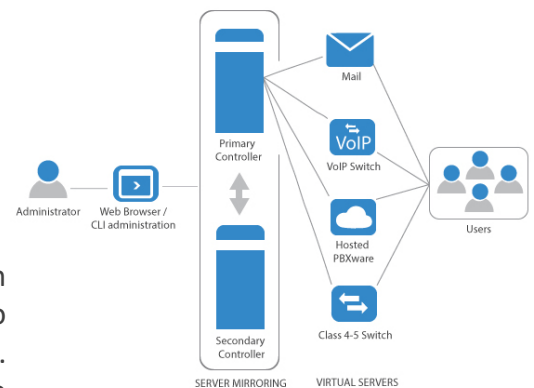 Mail
VoIP
VoIP Switch
Primary
Controller
Administrator
Web Browser /
CLI administration
Hosted
PBXware
Users
Secondary
Controller
Class 4-5 Switch
SERVER MIRRORING
VIRTUAL SERVERS